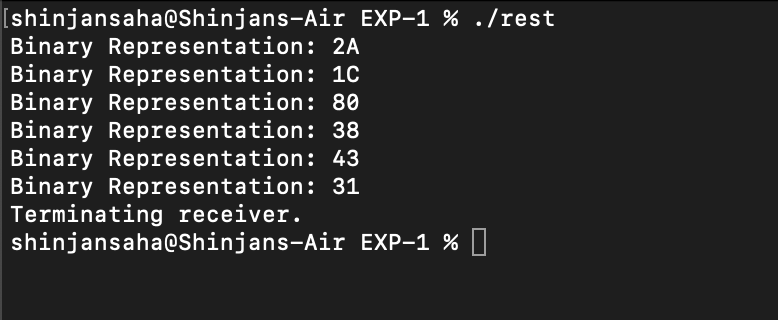 [shinjansaha@Shinjans-Air EXP-1 % ./rest
Binary Representation: 2A
Binary Representation: 1C
Binary Representation: 80
Binary Representation: 38
Binary Representation: 43
Binary Representation: 31
Terminating receiver.
shinjansaha@Shinjans-Air EXP-1 %